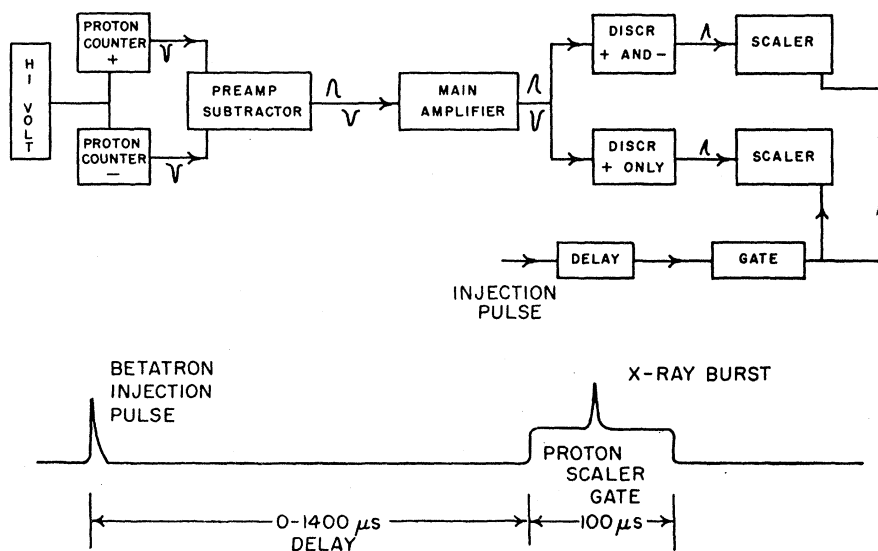 PROTON
COUNTER
+
HI VOLT
PROTON
COUNTER
−
PREAMP
SUBTRACTOR
MAIN
AMPLIFIER
DISCR
+ AND −
SCALER
DISCR
+ ONLY
SCALER
INJECTION
PULSE
DELAY
GATE
BETATRON
INJECTION
PULSE
X-RAY BURST
PROTON
SCALER
GATE
0-1400 μs
DELAY
100 μs